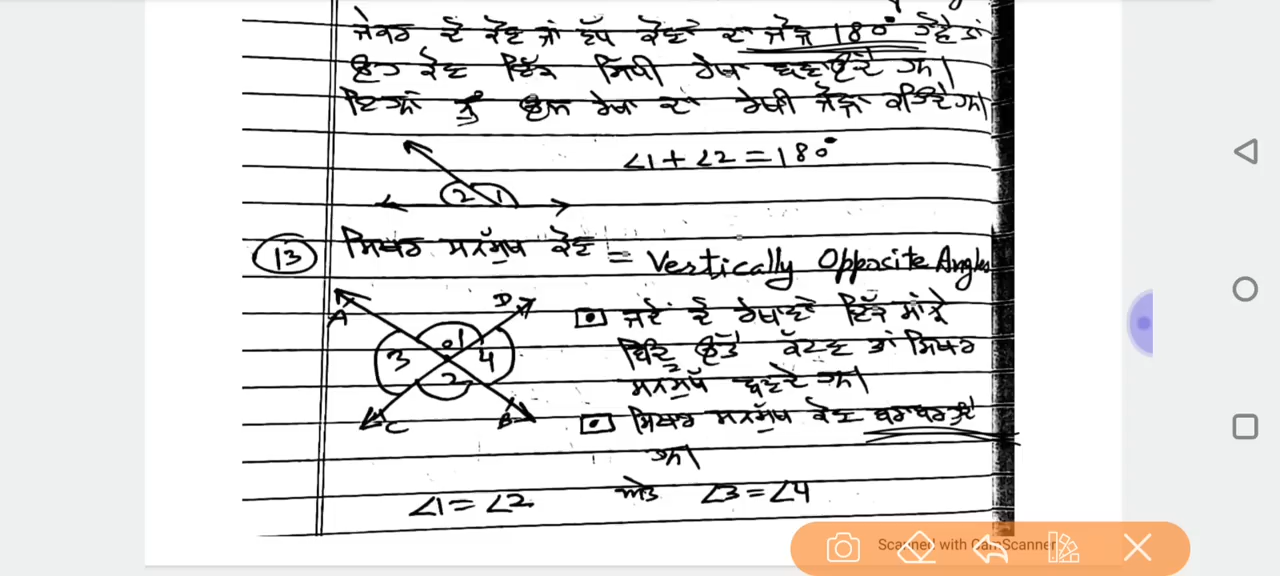 ਜੇਕਰ ਦੋ ਕੋਣ ਜਾਂ ਵੱਧ ਕੋਣਾਂ ਦਾ ਜੋੜ 180° ਹੋਵੇ ਤਾਂ
ਉਹ ਕੋਣ ਇੱਕ ਸਿੱਧੀ ਰੇਖਾ ਬਣਾਉਂਦੇ ਹਨ।
ਇਹਨਾਂ ਨੂੰ ਉਸ ਰੇਖਾ ਦਾ ਰੇਖੀ ਜੋੜਾ ਕਹਿੰਦੇ ਹਨ।
∠1 + ∠2 = 180°
2 1
13 ਸਿਖਰ ਸਨਮੁੱਖ ਕੋਣ = Vertically Opposite Angles
A D
ਜਦੋਂ ਦੋ ਰੇਖਾਵਾਂ ਇੱਕ ਸਾਂਝੇ
ਬਿੰਦੂ ਉੱਤੇ ਕੱਟਣ ਤਾਂ ਸਿਖਰ
ਸਨਮੁੱਖ ਬਣਦੇ ਹਨ।
3 o 1 4
2
C B
ਸਿਖਰ ਸਨਮੁੱਖ ਕੋਣ ਬਰਾਬਰ ਹੁੰਦੇ
ਹਨ।
∠1 = ∠2 ਅਤੇ ∠3 = ∠4
Scanned with CamScanner